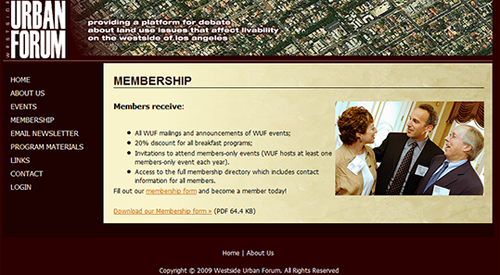 WESTSIDE
URBAN
FORUM
providing a platform for debate
about land use issues that affect livability
on the westside of los angeles
HOME
ABOUT US
EVENTS
MEMBERSHIP
EMAIL NEWSLETTER
PROGRAM MATERIALS
LINKS
CONTACT
LOGIN
MEMBERSHIP
Members receive:
• All WUF mailings and announcements of WUF events;
• 20% discount for all breakfast programs;
• Invitations to attend members-only events (WUF hosts at least one
members-only event each year).
• Access to the full membership directory which includes contact
information for all members.
Fill out our membership form and become a member today!
Download our Membership form » (PDF 64.4 KB)
Home | About Us
Copyright © 2009 Westside Urban Forum. All Rights Reserved